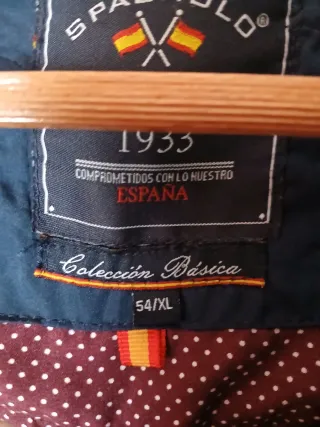 1933
COMPROMETIDOS CON LO NUESTRO
ESPAÑA
Colección Básica
54/XL